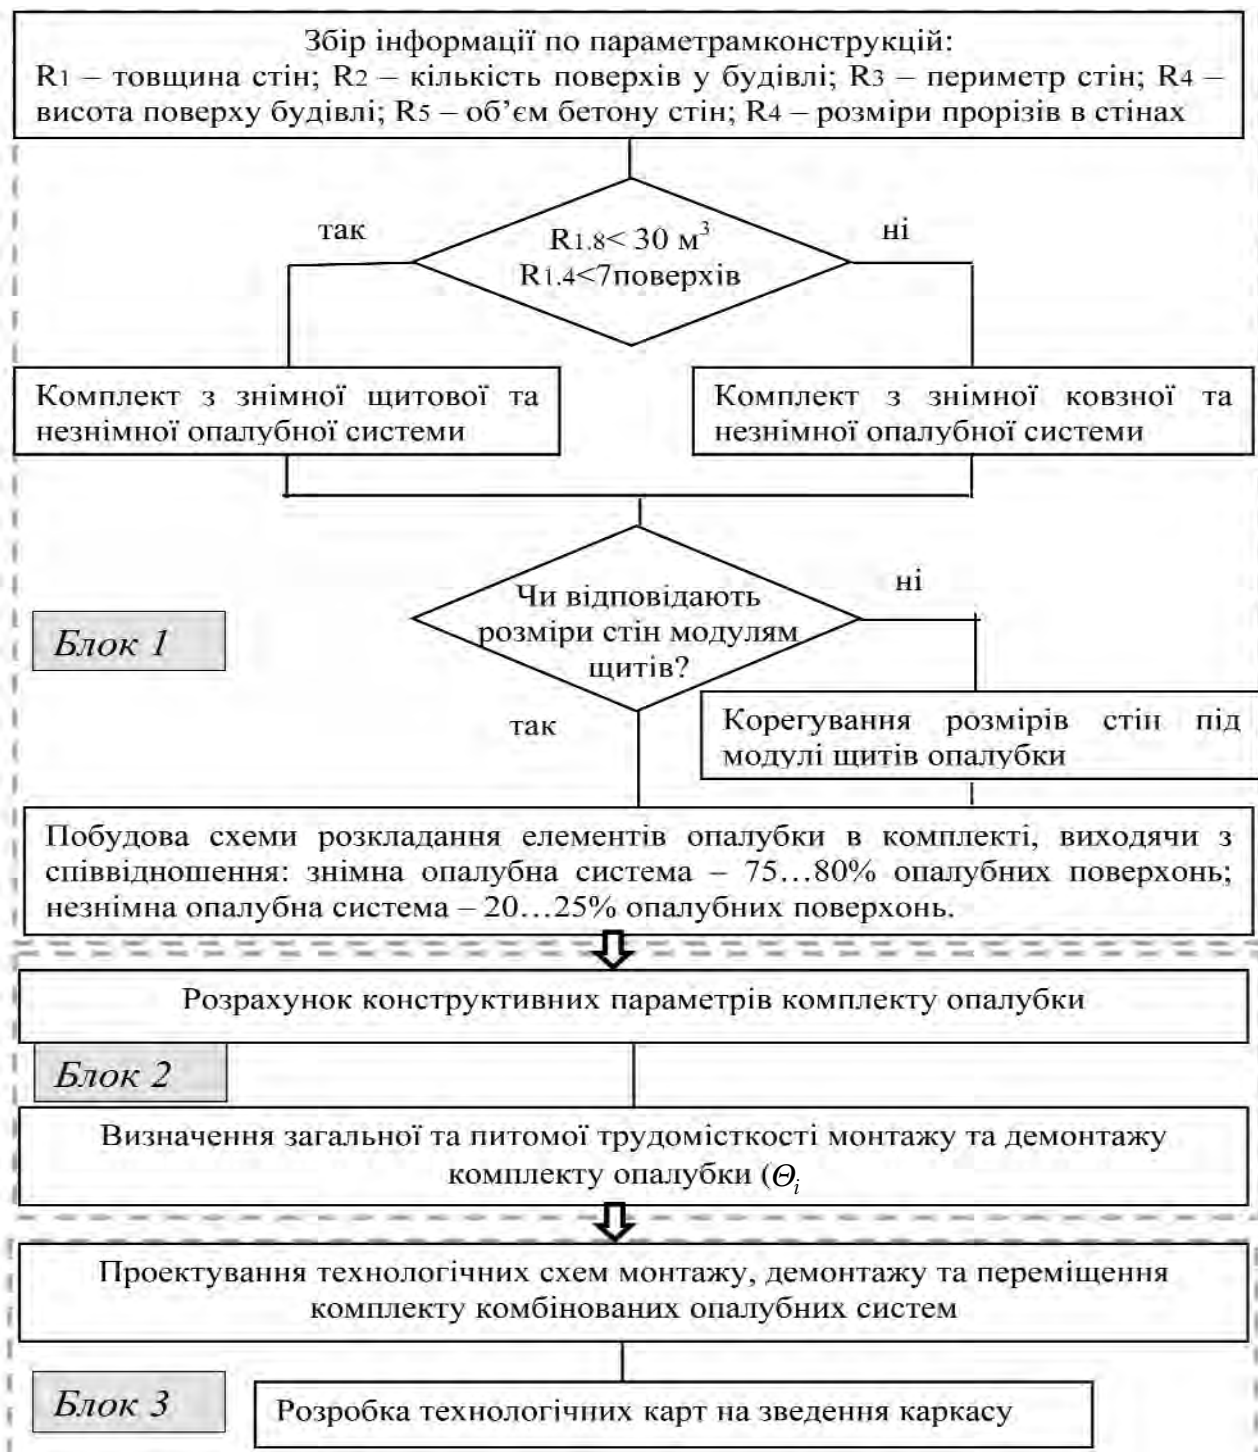 Збір інформації по параметрамконструкцій:
R1 – товщина стін; R2 – кількість поверхів у будівлі; R3 – периметр стін; R4 –
висота поверху будівлі; R5 – об’єм бетону стін; R4 – розміри прорізів в стінах
так
R1.8< 30 м³
R1.4<7поверхів
ні
Комплект з знімної щитової та
незнімної опалубної системи
Комплект з знімної ковзної та
незнімної опалубної системи
Чи відповідають
розміри стін модулям
щитів?
ні
Блок 1
так
Корегування розмірів стін під
модулі щитів опалубки
Побудова схеми розкладання елементів опалубки в комплекті, виходячи з
співвідношення: знімна опалубна система – 75…80% опалубних поверхонь;
незнімна опалубна система – 20…25% опалубних поверхонь.
Розрахунок конструктивних параметрів комплекту опалубки
Блок 2
Визначення загальної та питомої трудомісткості монтажу та демонтажу
комплекту опалубки (Θi
Проектування технологічних схем монтажу, демонтажу та переміщення
комплекту комбінованих опалубних систем
Блок 3
Розробка технологічних карт на зведення каркасу